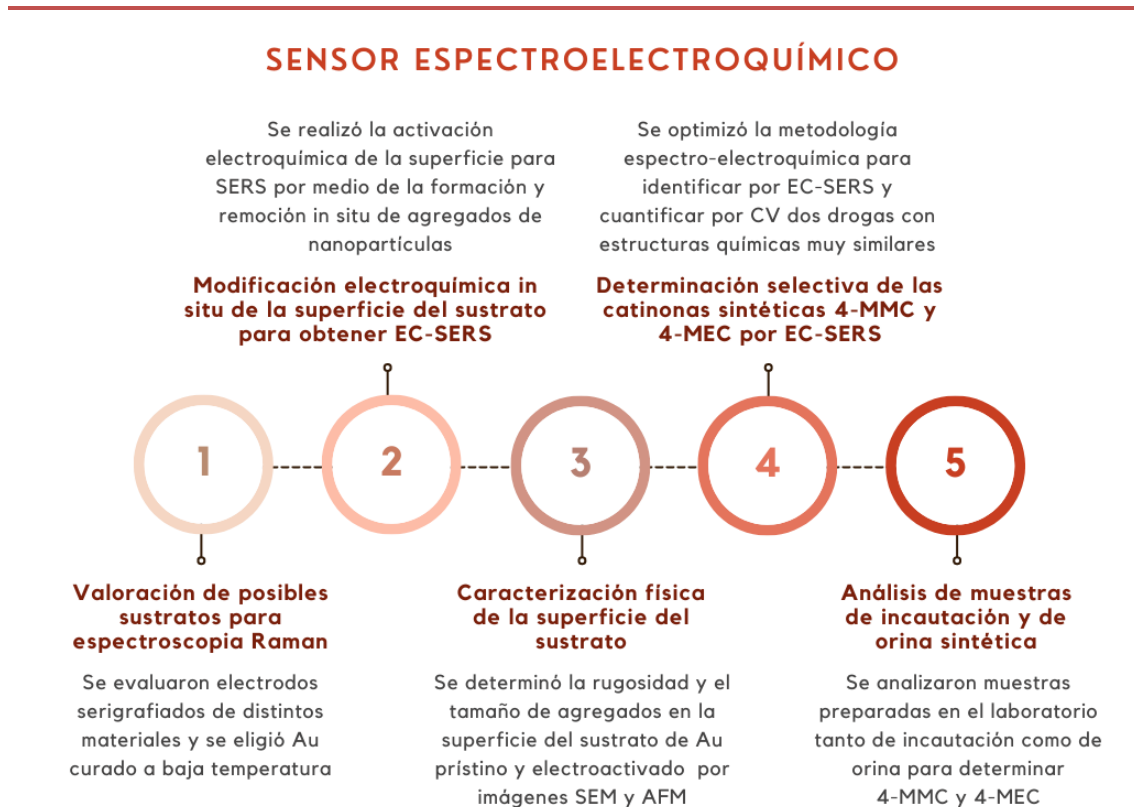 SENSOR ESPECTROELECTROQUÍMICO
Se realizó la activación
electroquímica de la superficie para
SERS por medio de la formación y
remoción in situ de agregados de
nanopartículas
Modificación electroquímica in
situ de la superficie del sustrato
para obtener EC-SERS
Se optimizó la metodología
espectro-electroquímica para
identificar por EC-SERS y
cuantificar por CV dos drogas con
estructuras químicas muy similares
Determinación selectiva de las
catinonas sintéticas 4-MMC y
4-MEC por EC-SERS
1
2
3
4
5
Valoración de posibles
sustratos para
espectroscopia Raman
Se evaluaron electrodos
serigrafiados de distintos
materiales y se eligió Au
curado a baja temperatura
Caracterización física
de la superficie del
sustrato
Se determinó la rugosidad y el
tamaño de agregados en la
superficie del sustrato de Au
prístino y electroactivado por
imágenes SEM y AFM
Análisis de muestras
de incautación y de
orina sintética
Se analizaron muestras
preparadas en el laboratorio
tanto de incautación como de
orina para determinar
4-MMC y 4-MEC